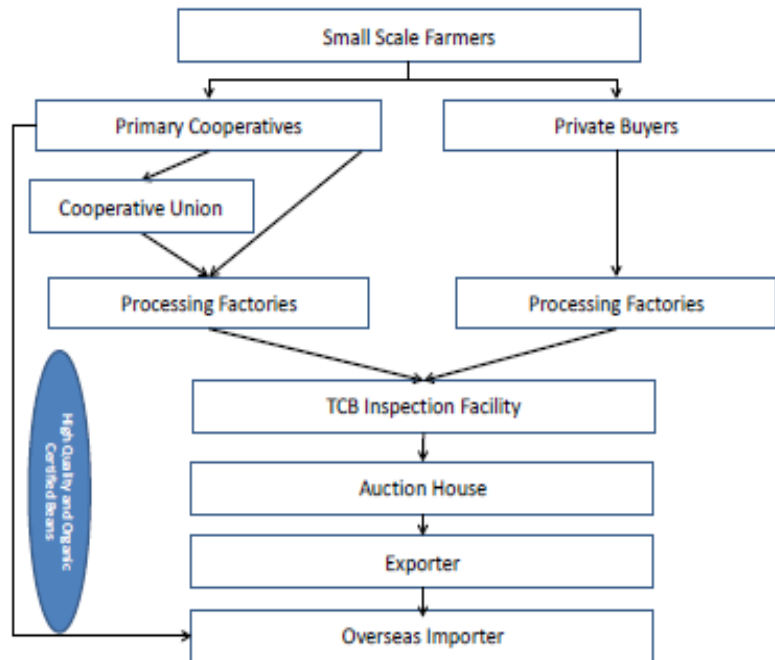 Small Scale Farmers
Primary Cooperatives
Private Buyers
Cooperative Union
Processing Factories
Processing Factories
TCB Inspection Facility
High Quality and Organic
Certified Beans
Auction House
Exporter
Overseas Importer